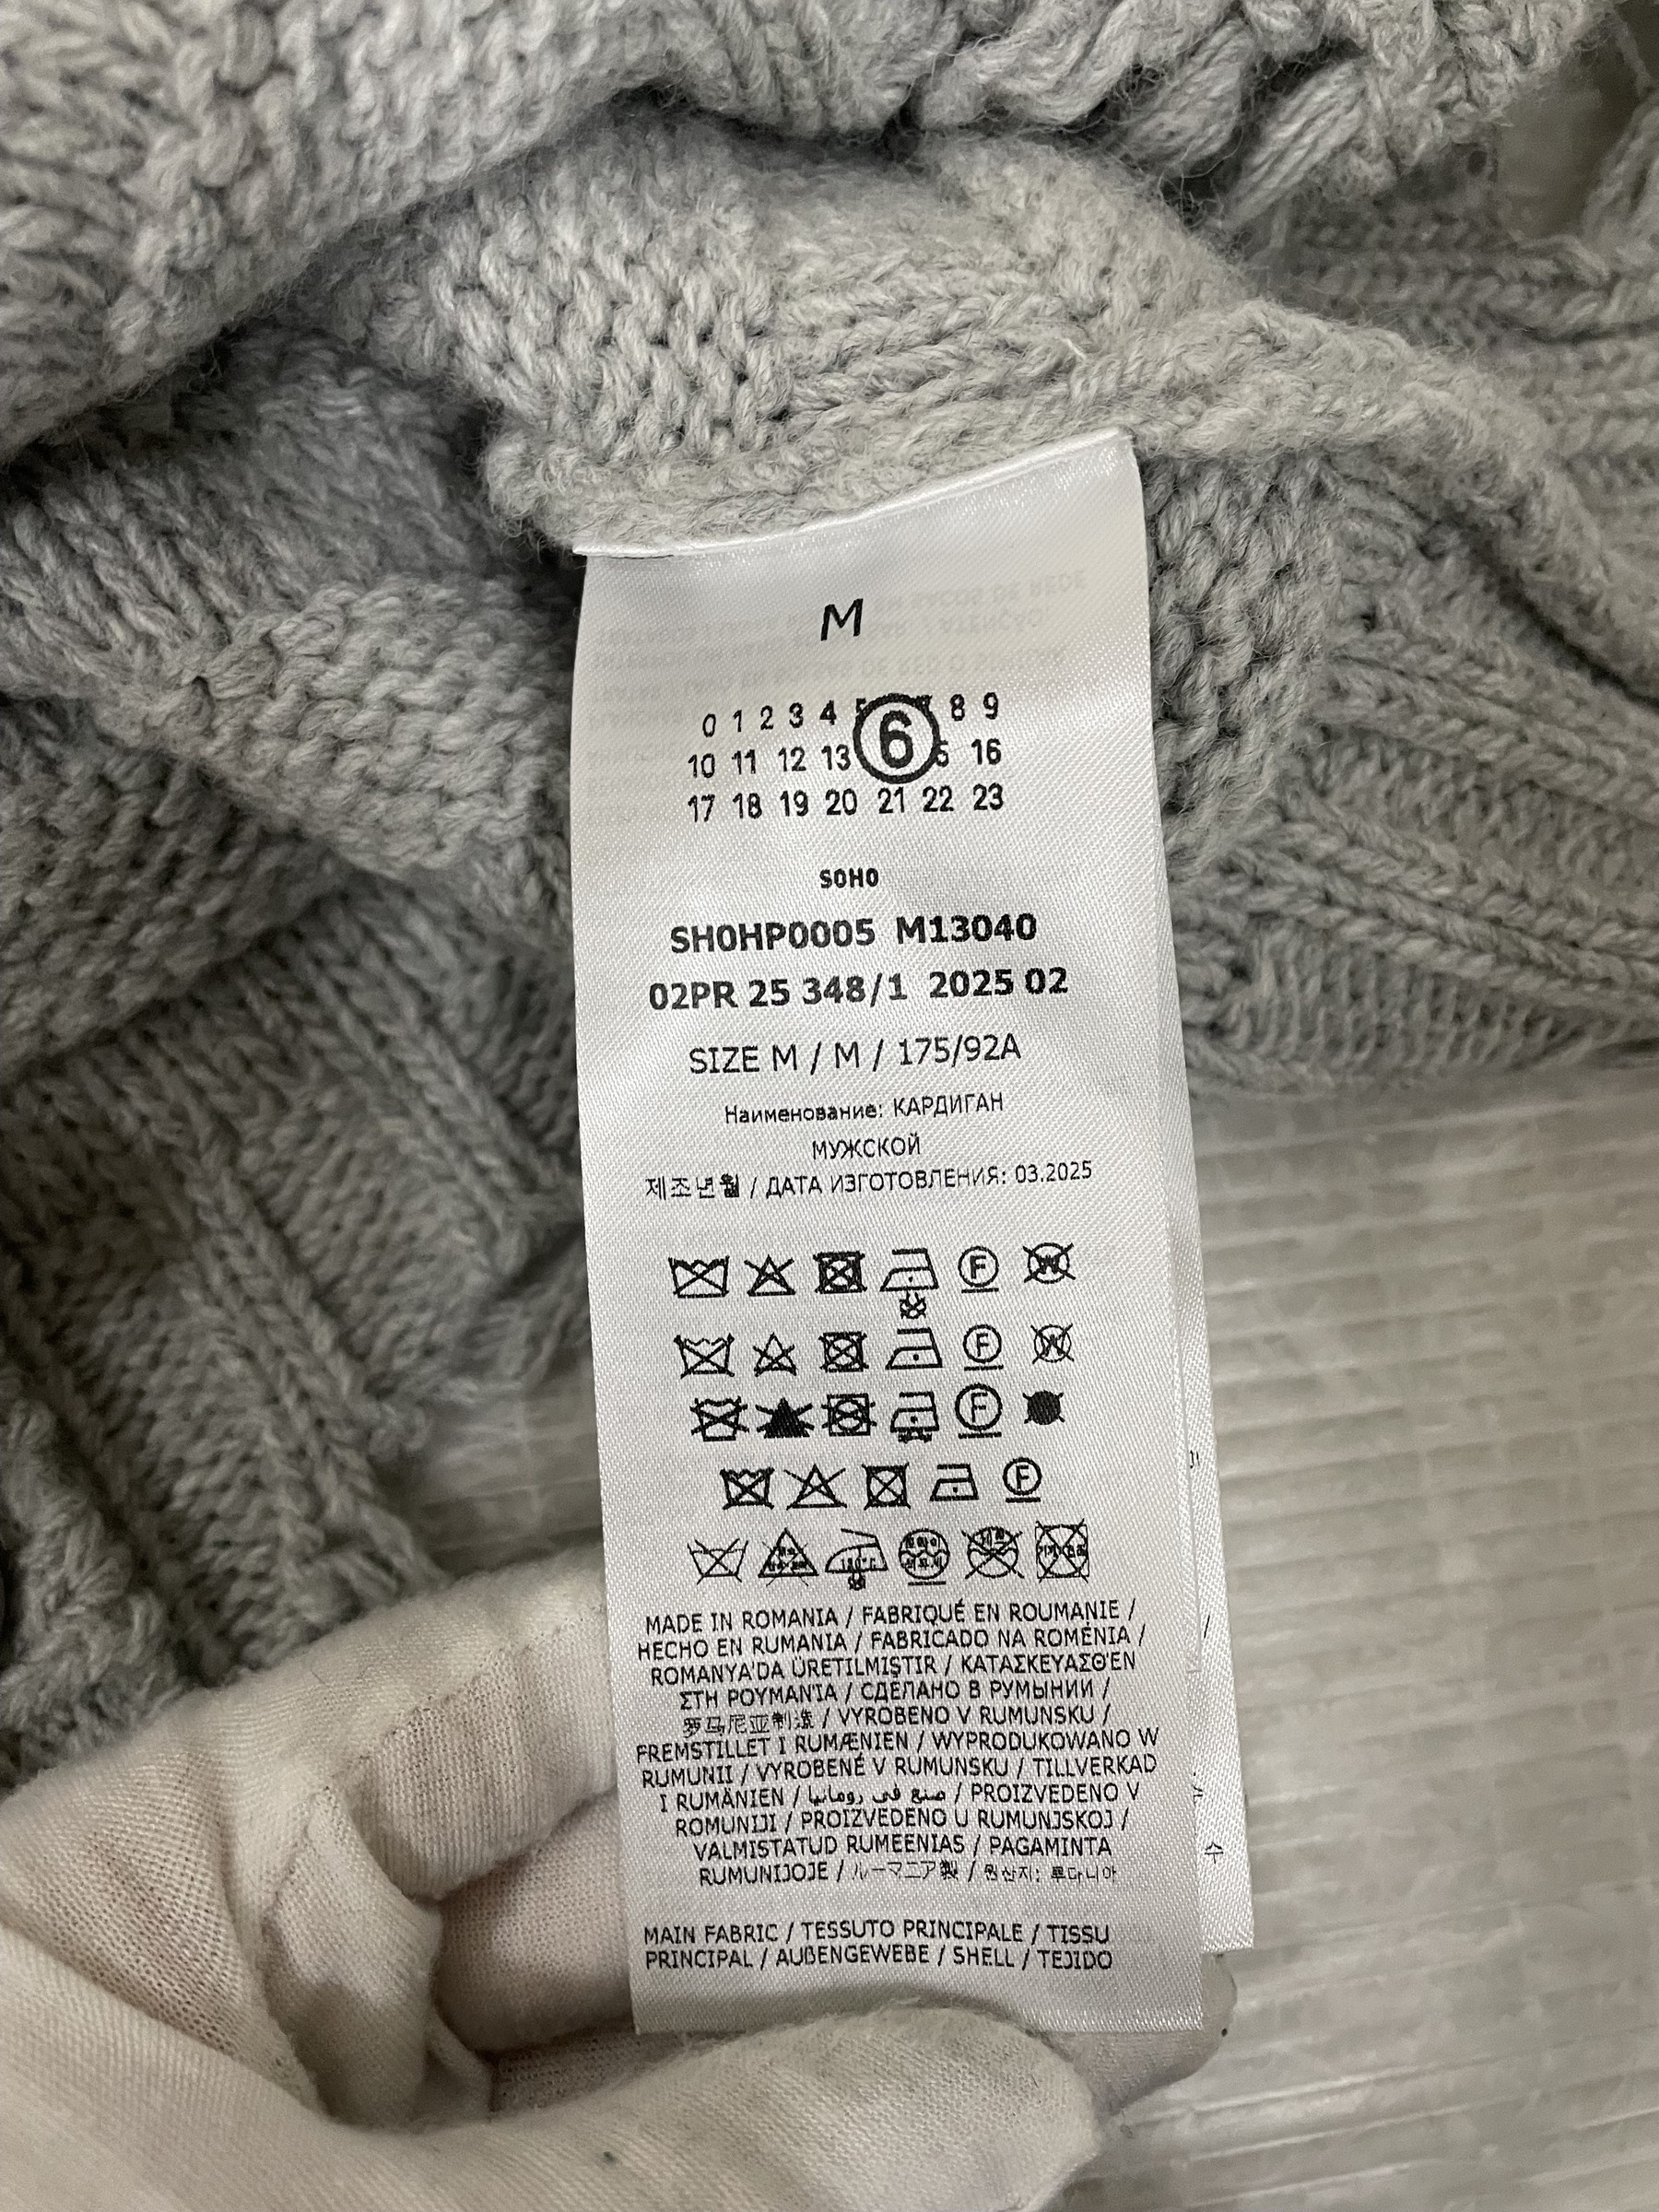 M
0 1 2 3 4 5 8 9
10 11 12 13 6 5 16
17 18 19 20 21 22 23
SOHO
SH0HP0005 M13040
02PR 25 348/1 2025 02
SIZE M / M / 175/92A
Наименование: КАРДИГАН
МУЖСКОЙ
제조년월 / ДАТА ИЗГОТОВЛЕНИЯ: 03.2025
F W
F W
F
F
MADE IN ROMANIA / FABRIQUÉ EN ROUMANIE /
HECHO EN RUMANIA / FABRICADO NA ROMÉNIA /
ROMANYA'DA ÜRETILMIŞTIR / ΚΑΤΑΣΚΕΥΑΣΘ'ΕΝ
ΣΤΗ ΡΟΥΜΑΝ'ΙΑ / СДЕЛАНО В РУМЫНИИ /
罗马尼亚制造 / VYROBENO V RUMUNSKU /
FREMSTILLET I RUMÆNIEN / WYPRODUKOWANO W
RUMUNII / VYROBENÉ V RUMUNSKU / TILLVERKAD
I RUMÄNIEN / صنع في رومانيا / PROIZVEDENO V
ROMUNIJI / PROIZVEDENO U RUMUNJSKOJ /
VALMISTATUD RUMEENIAS / PAGAMINTA
RUMUNIJOJE / ルーマニア製 / 원산지: 루마니아
MAIN FABRIC / TESSUTO PRINCIPALE / TISSU
PRINCIPAL / AUßENGEWEBE / SHELL / TEJIDO